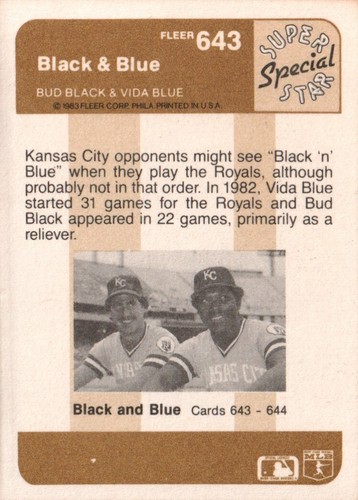 FLEER 643
SUPER
Special
STAR
Black & Blue
BUD BLACK & VIDA BLUE
© 1983 FLEER CORP. PHILA PRINTED IN U.S.A.
Kansas City opponents might see "Black 'n'
Blue" when they play the Royals, although
probably not in that order. In 1982, Vida Blue
started 31 games for the Royals and Bud
Black appeared in 22 games, primarily as a
reliever.
KC
KC
NSAS CITY
Black and Blue Cards 643 - 644